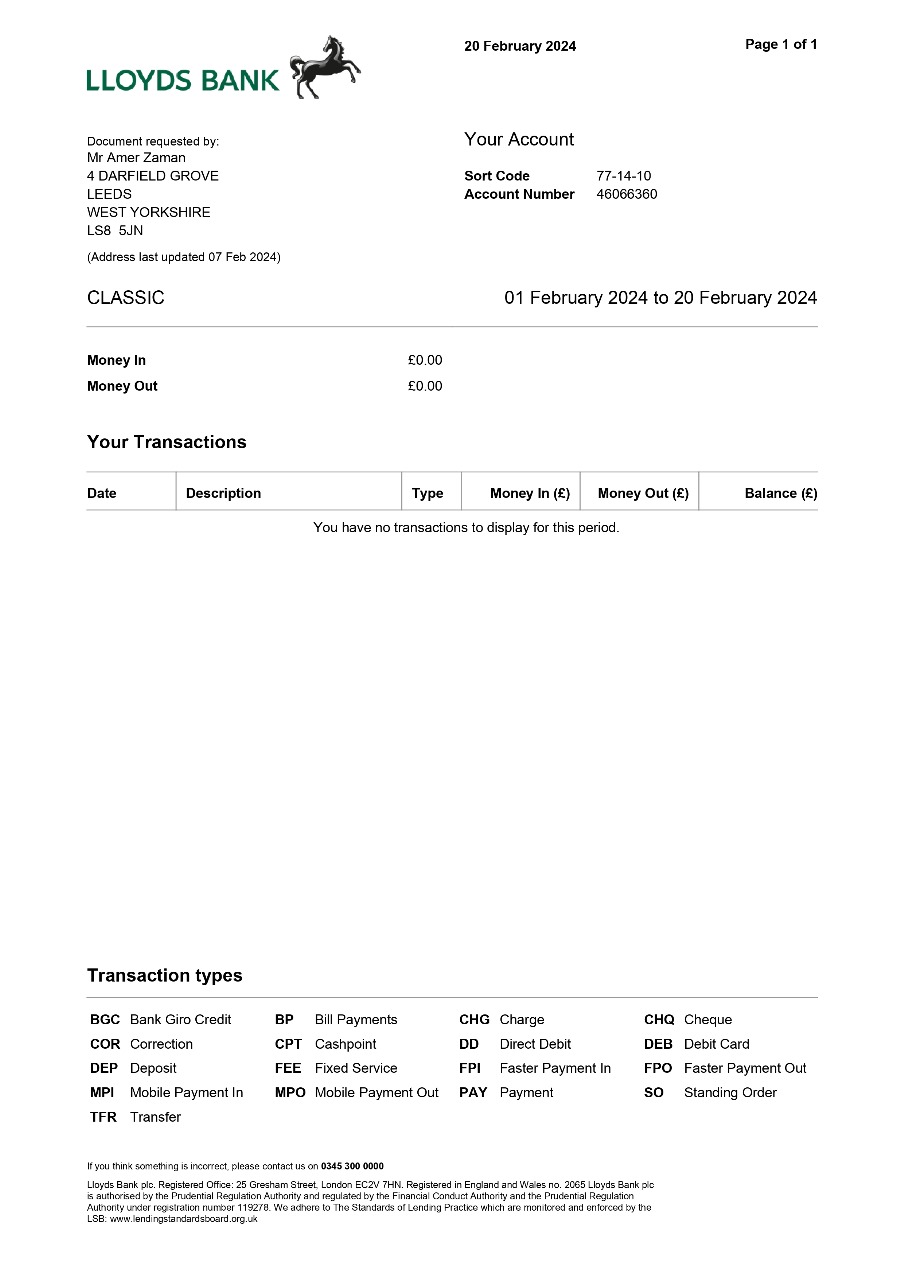 LLOYDS BANK
20 February 2024
Page 1 of 1
Document requested by:
Mr Amer Zaman
4 DARFIELD GROVE
LEEDS
WEST YORKSHIRE
LS8 5JN
(Address last updated 07 Feb 2024)
Your Account
Sort Code 77-14-10
Account Number 46066360
CLASSIC 01 February 2024 to 20 February 2024
Money In £0.00
Money Out £0.00
Your Transactions
Date Description Type Money In (£) Money Out (£) Balance (£)
You have no transactions to display for this period.
Transaction types
BGC Bank Giro Credit BP Bill Payments CHG Charge CHQ Cheque
COR Correction CPT Cashpoint DD Direct Debit DEB Debit Card
DEP Deposit FEE Fixed Service FPI Faster Payment In FPO Faster Payment Out
MPI Mobile Payment In MPO Mobile Payment Out PAY Payment SO Standing Order
TFR Transfer
If you think something is incorrect, please contact us on 0345 300 0000
Lloyds Bank plc. Registered Office: 25 Gresham Street, London EC2V 7HN. Registered in England and Wales no. 2065 Lloyds Bank plc
is authorised by the Prudential Regulation Authority and regulated by the Financial Conduct Authority and the Prudential Regulation
Authority under registration number 119278. We adhere to The Standards of Lending Practice which are monitored and enforced by the
LSB: www.lendingstandardsboard.org.uk